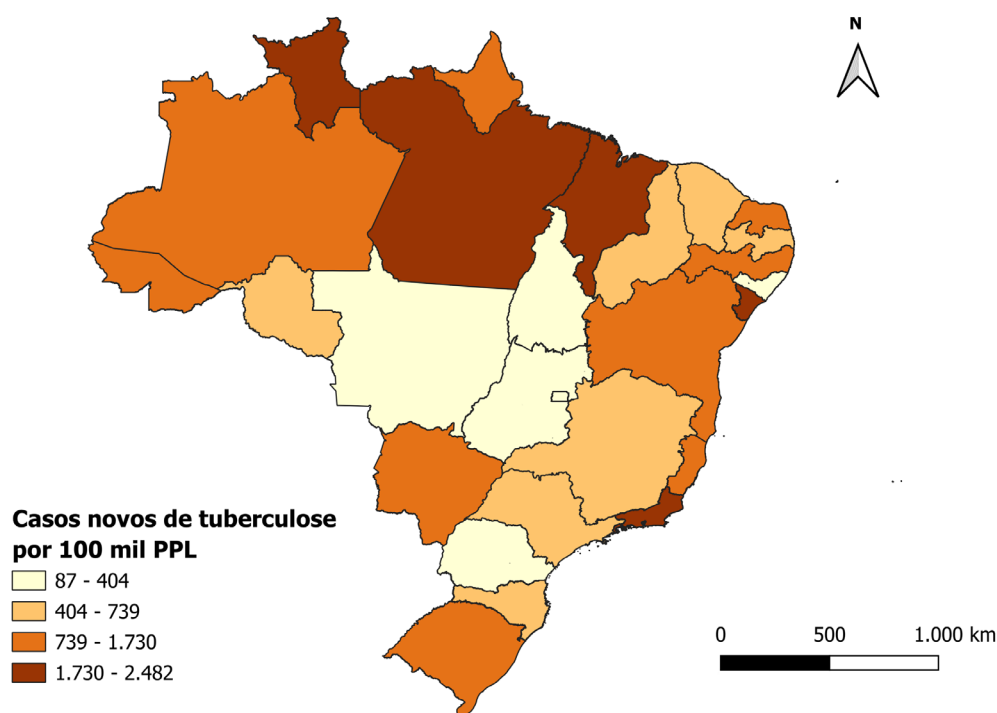 N
Casos novos de tuberculose
por 100 mil PPL
87 - 404
404 - 739
739 - 1.730
1.730 - 2.482
0 500 1.000 km